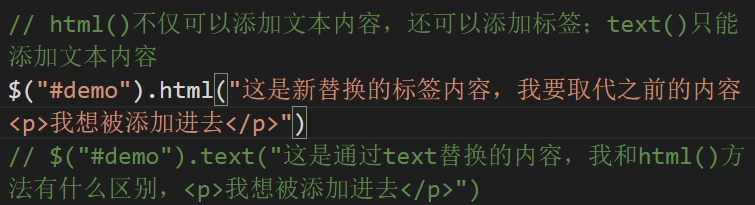 // html()不仅可以添加文本内容，还可以添加标签；text()只能
添加文本内容
$("#demo").html("这是新替换的标签内容，我要取代之前的内容
<p>我想被添加进去</p>")
// $("#demo").text("这是通过text替换的内容，我和html()方
法有什么区别，<p>我想被添加进去</p>")